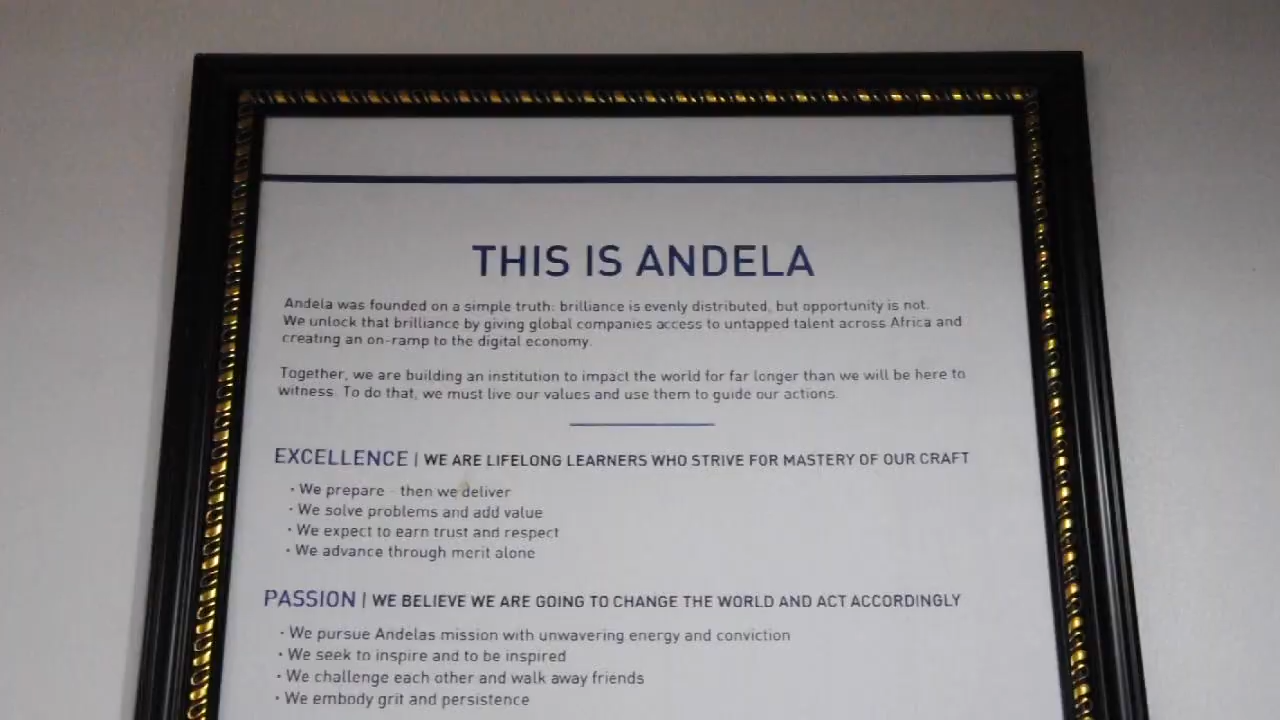 THIS IS ANDELA
Andela was founded on a simple truth: brilliance is evenly distributed, but opportunity is not.
We unlock that brilliance by giving global companies access to untapped talent across Africa and
creating an on-ramp to the digital economy.
Together, we are building an institution to impact the world for far longer than we will be here to
witness. To do that, we must live our values and use them to guide our actions.
EXCELLENCE | WE ARE LIFELONG LEARNERS WHO STRIVE FOR MASTERY OF OUR CRAFT
· We prepare - then we deliver
· We solve problems and add value
· We expect to earn trust and respect
· We advance through merit alone
PASSION | WE BELIEVE WE ARE GOING TO CHANGE THE WORLD AND ACT ACCORDINGLY
· We pursue Andelas mission with unwavering energy and conviction
· We seek to inspire and to be inspired
· We challenge each other and walk away friends
· We embody grit and persistence